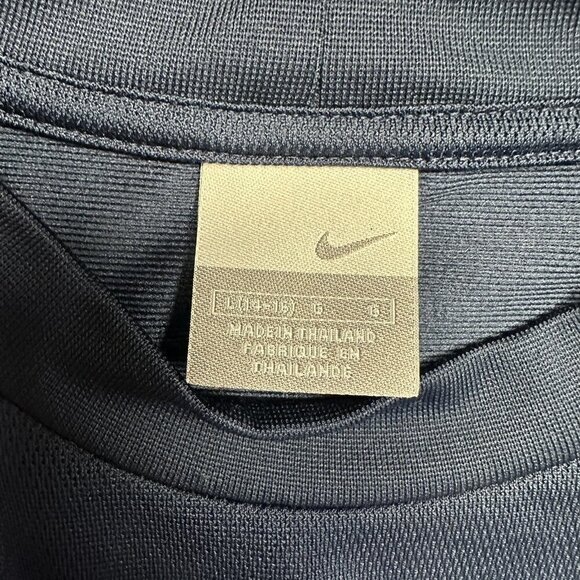 L(14-16) G G
MADE IN THAILAND
FABRIQUE EN
THAILANDE